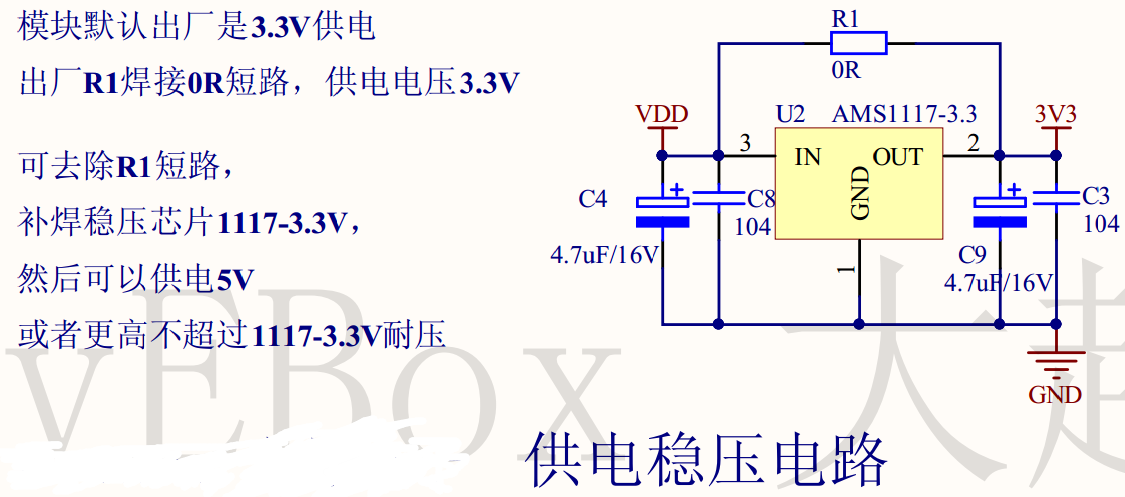 模块默认出厂是3.3V供电
出厂R1焊接0R短路，供电电压3.3V
可去除R1短路，
补焊稳压芯片1117-3.3V，
然后可以供电5V
或者更高不超过1117-3.3V耐压
R1
0R
VDD
U2 AMS1117-3.3
3V3
3 IN OUT 2
GND
1
C4
4.7uF/16V
C8
104
C9
4.7uF/16V
C3
104
GND
供电稳压电路
vEBox 大越